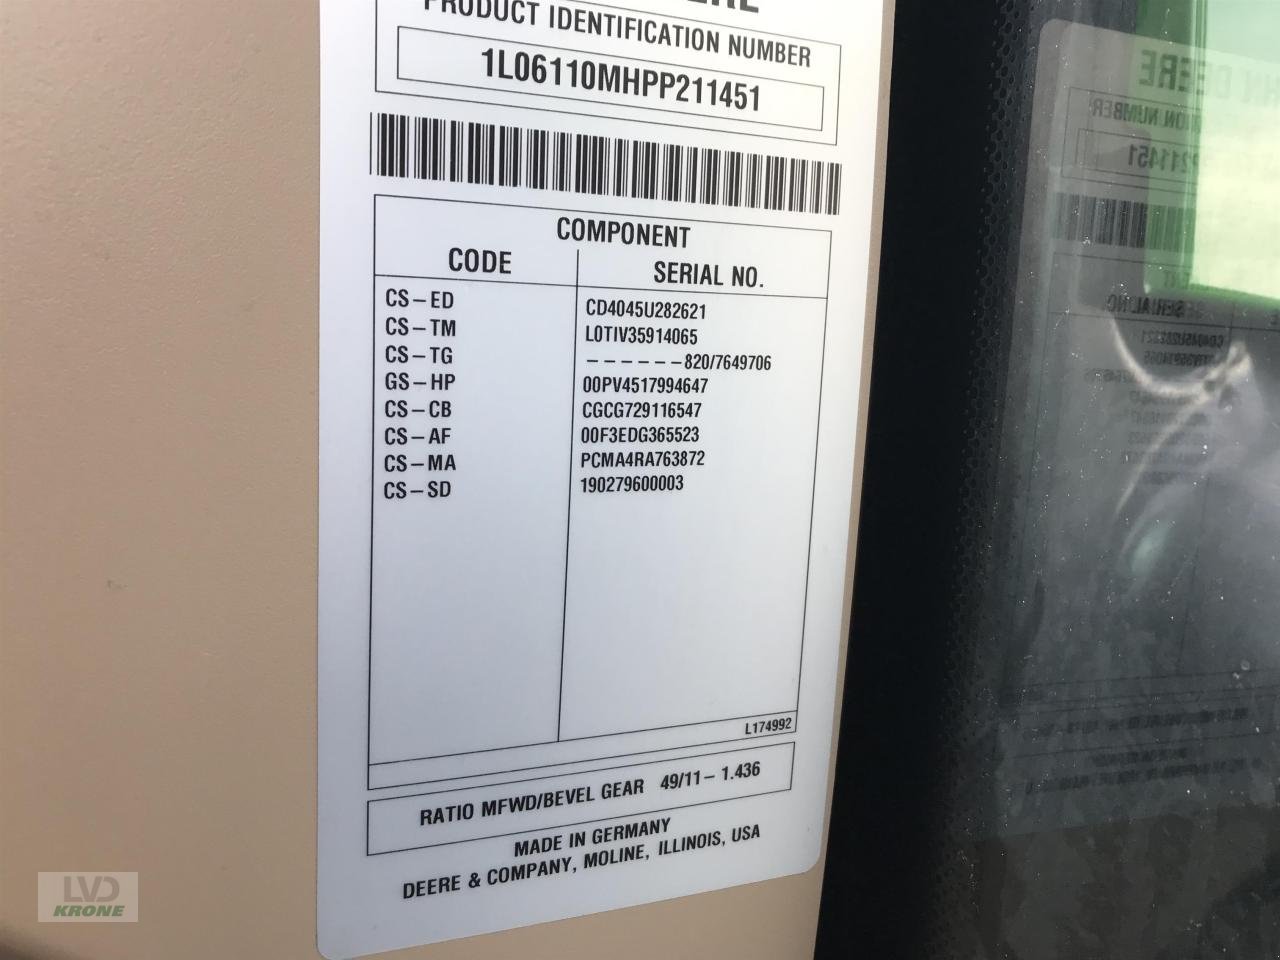 PRODUCT IDENTIFICATION NUMBER
1L06110MHPP211451
COMPONENT
CODE SERIAL NO.
CS–ED CD4045U282621
CS–TM L0TIV35914065
CS–TG ––––––820/7649706
GS–HP 00PV4517994647
CS–CB CGCG729116547
CS–AF 00F3EDG365523
CS–MA PCMA4RA763872
CS–SD 190279600003
L174992
RATIO MFWD/BEVEL GEAR 49/11–1.436
MADE IN GERMANY
DEERE & COMPANY, MOLINE, ILLINOIS, USA
LVD
KRONE